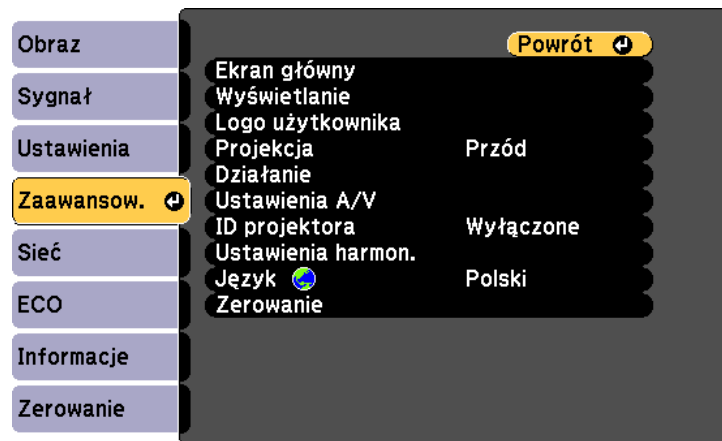 Obraz
Sygnał
Ustawienia
Zaawansow.
Sieć
ECO
Informacje
Zerowanie
Powrót
Ekran główny
Wyświetlanie
Logo użytkownika
Projekcja Przód
Działanie
Ustawienia A/V
ID projektora Wyłączone
Ustawienia harmon.
Język Polski
Zerowanie